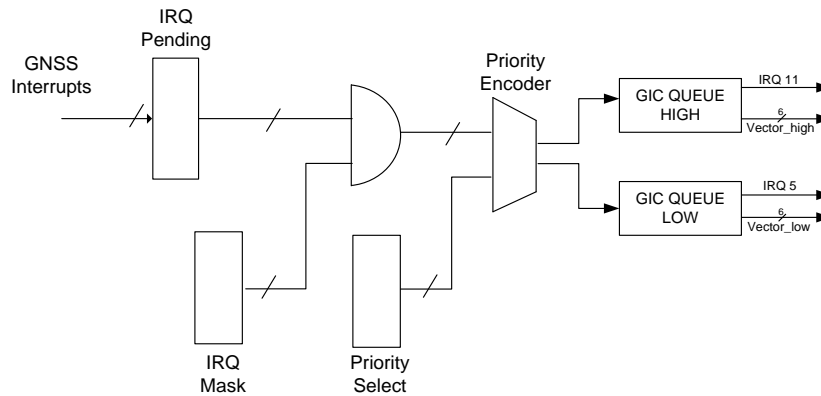 IRQ
Pending
GNSS
Interrupts
Priority
Encoder
GIC QUEUE
HIGH
IRQ 11
6
Vector_high
GIC QUEUE
LOW
IRQ 5
6
Vector_low
IRQ
Mask
Priority
Select